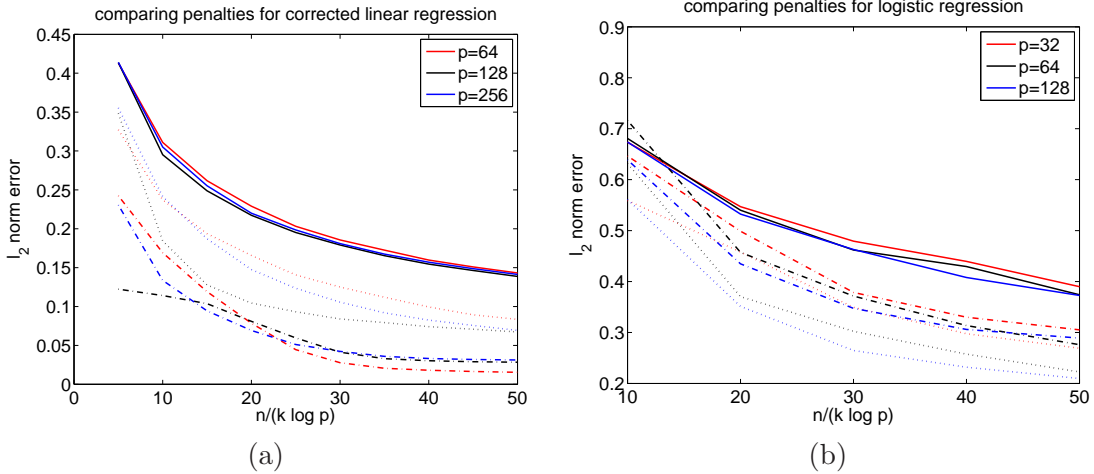 comparing penalties for corrected linear regression
0.45
0.4
0.35
0.3
0.25
0.2
0.15
0.1
0.05
0
l2 norm error
0 10 20 30 40 50
n/(k log p)
p=64
p=128
p=256
(a)
comparing penalties for logistic regression
0.9
0.8
0.7
0.6
0.5
0.4
0.3
0.2
l2 norm error
10 20 30 40 50
n/(k log p)
p=32
p=64
p=128
(b)